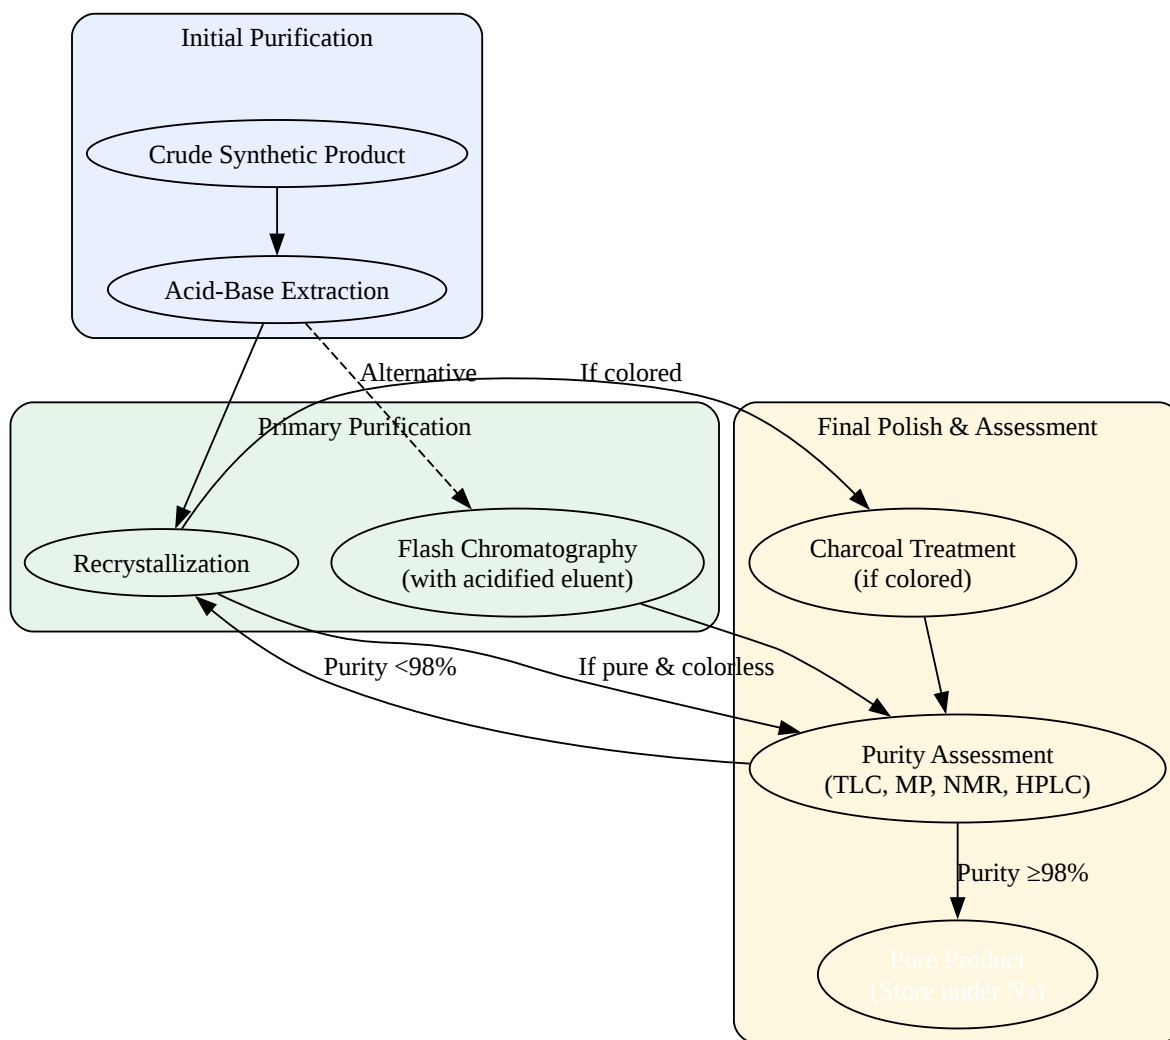 Initial Purification
Crude Synthetic Product
Acid-Base Extraction
Alternative
If colored
Primary Purification
Final Polish & Assessment
Recrystallization
Flash Chromatography
(with acidified eluent)
Charcoal Treatment
(if colored)
Purity <98%
If pure & colorless
Purity Assessment
(TLC, MP, NMR, HPLC)
Purity ≥98%
Pure Product
(Store under N₂)